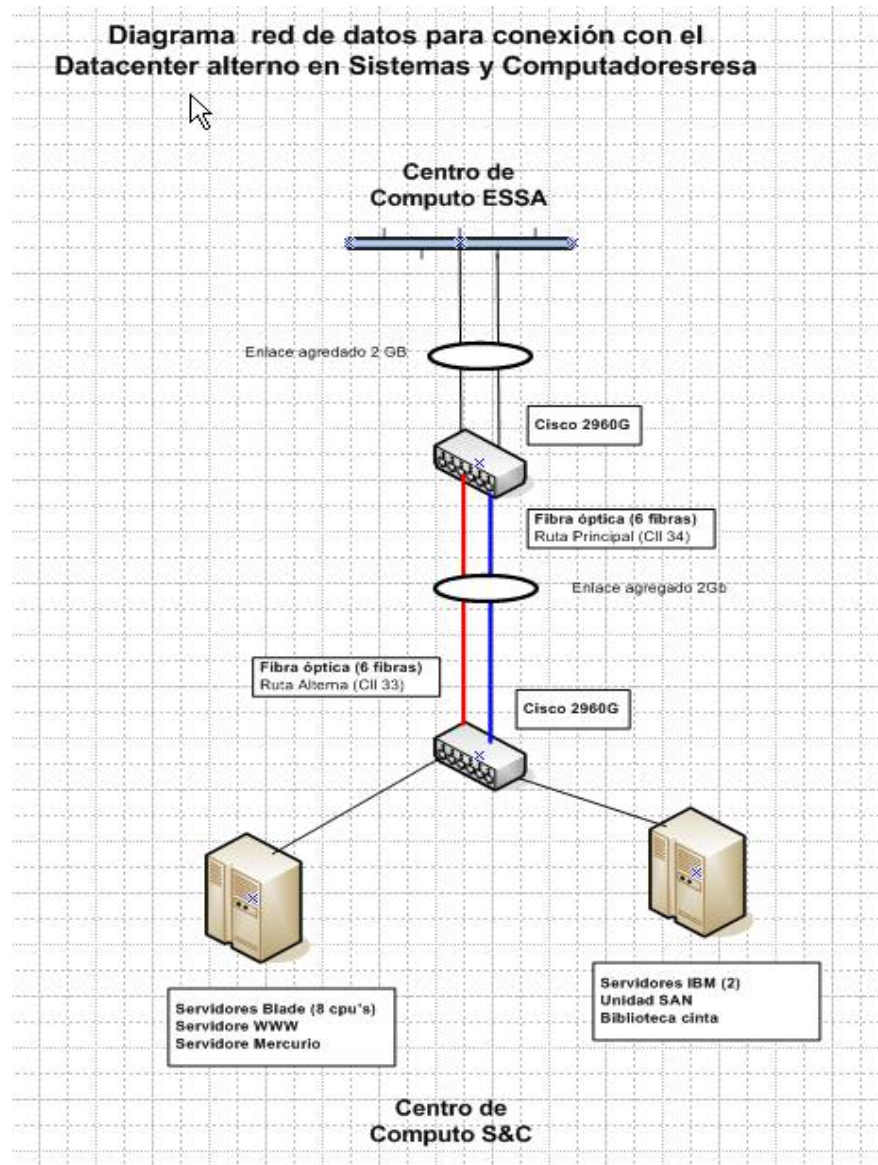 Diagrama red de datos para conexión con el
Datacenter alterno en Sistemas y Computadoresresa
Centro de
Computo ESSA
Enlace agredado 2 GB
Cisco 2960G
Fibra óptica (6 fibras)
Ruta Principal (Cll 34)
Enlace agregado 2Gb
Fibra óptica (6 fibras)
Ruta Alterna (Cll 33)
Cisco 2960G
Servidores Blade (8 cpu's)
Servidore WWW
Servidore Mercurio
Servidores IBM (2)
Unidad SAN
Biblioteca cinta
Centro de
Computo S&C